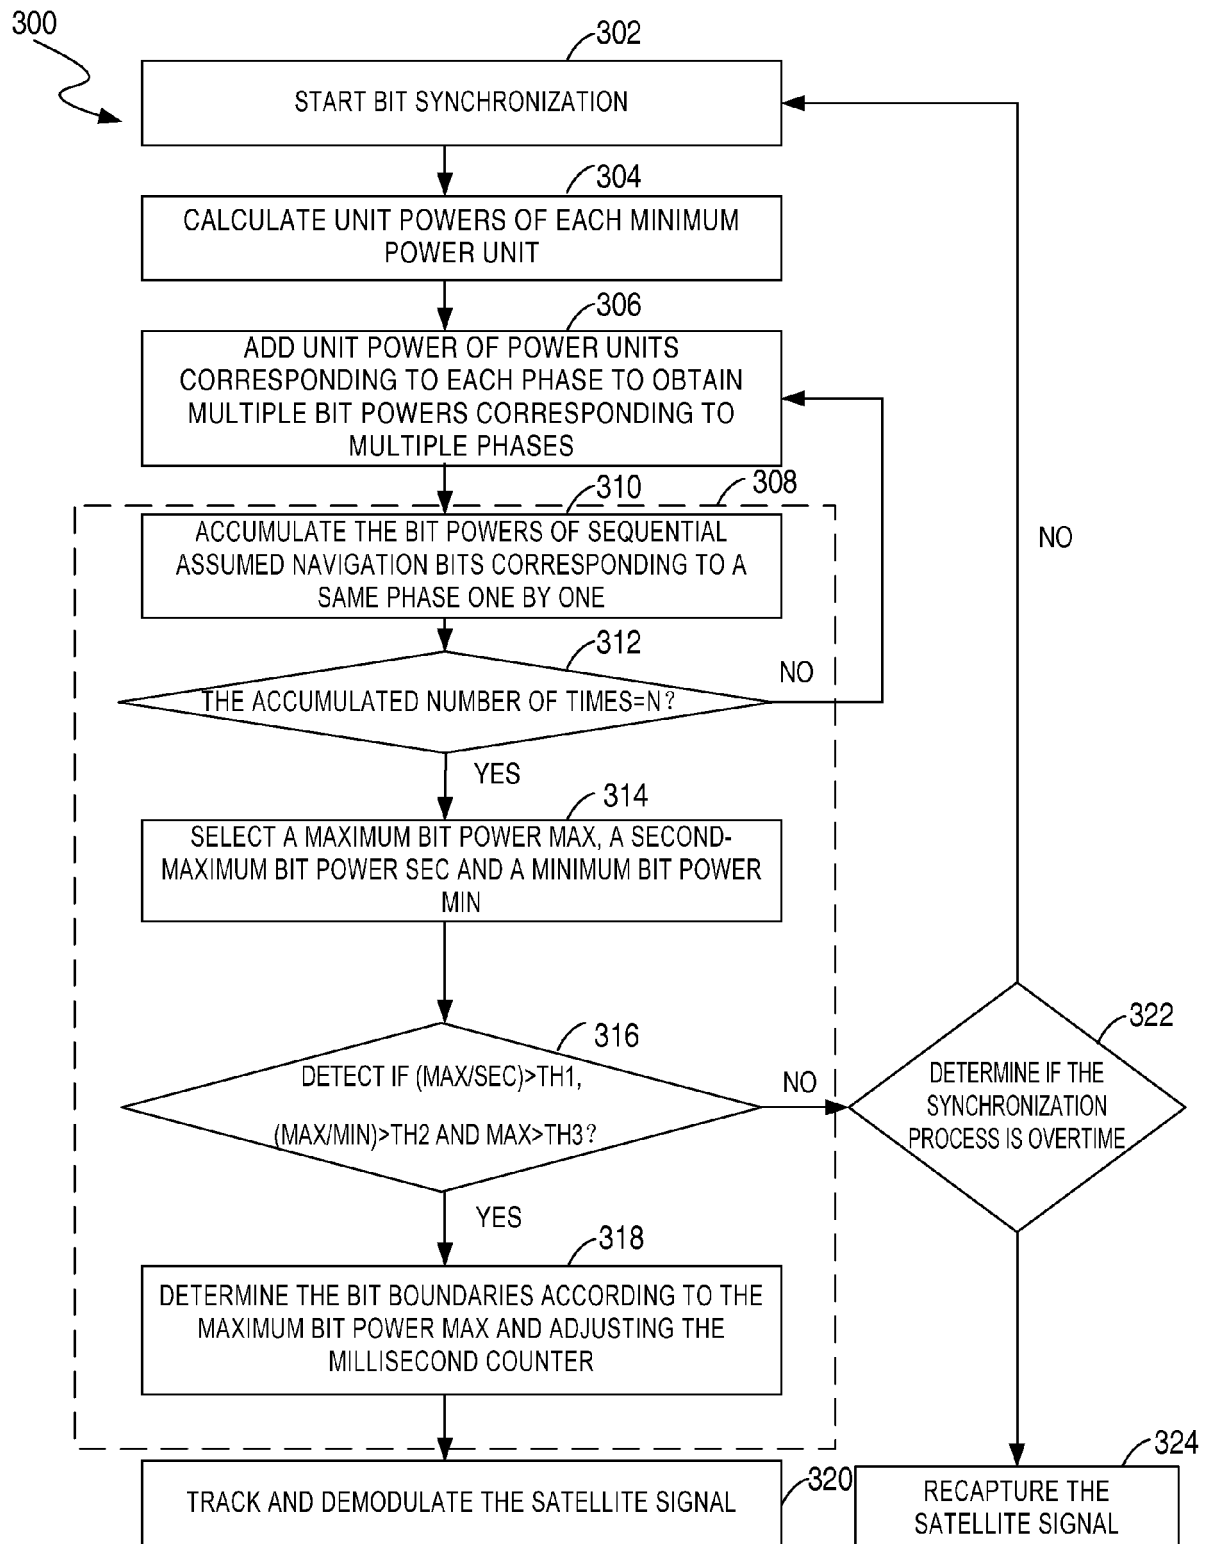 300
302
START BIT SYNCHRONIZATION
304
CALCULATE UNIT POWERS OF EACH MINIMUM
POWER UNIT
306
ADD UNIT POWER OF POWER UNITS
CORRESPONDING TO EACH PHASE TO OBTAIN
MULTIPLE BIT POWERS CORRESPONDING TO
MULTIPLE PHASES
308
310
ACCUMULATE THE BIT POWERS OF SEQUENTIAL
ASSUMED NAVIGATION BITS CORRESPONDING TO A
SAME PHASE ONE BY ONE
NO
312
THE ACCUMULATED NUMBER OF TIMES=N?
NO
YES
314
SELECT A MAXIMUM BIT POWER MAX, A SECOND-
MAXIMUM BIT POWER SEC AND A MINIMUM BIT POWER
MIN
316
DETECT IF (MAX/SEC)>TH1,
(MAX/MIN)>TH2 AND MAX>TH3?
NO
322
DETERMINE IF THE
SYNCHRONIZATION
PROCESS IS OVERTIME
YES
318
DETERMINE THE BIT BOUNDARIES ACCORDING TO THE
MAXIMUM BIT POWER MAX AND ADJUSTING THE
MILLISECOND COUNTER
320
TRACK AND DEMODULATE THE SATELLITE SIGNAL
324
RECAPTURE THE
SATELLITE SIGNAL